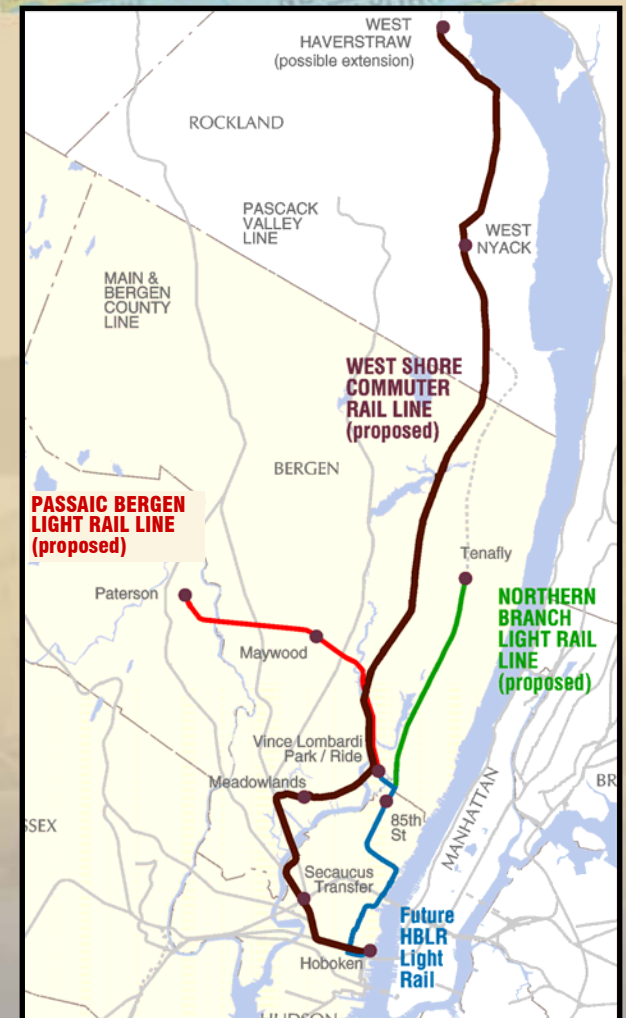 WEST
HAVERSTRAW
(possible extension)
ROCKLAND
PASCACK
VALLEY
LINE
WEST
NYACK
MAIN &
BERGEN
COUNTY
LINE
WEST SHORE
COMMUTER
RAIL LINE
(proposed)
BERGEN
PASSAIC BERGEN
LIGHT RAIL LINE
(proposed)
Tenafly
Paterson
NORTHERN
BRANCH
LIGHT RAIL
LINE
(proposed)
Maywood
Vince Lombardi
Park / Ride
Meadowlands
MANHATTAN
BR
SSEX
85th
St
Secaucus
Transfer
Future
HBLR
Light
Rail
Hoboken
HUDSON